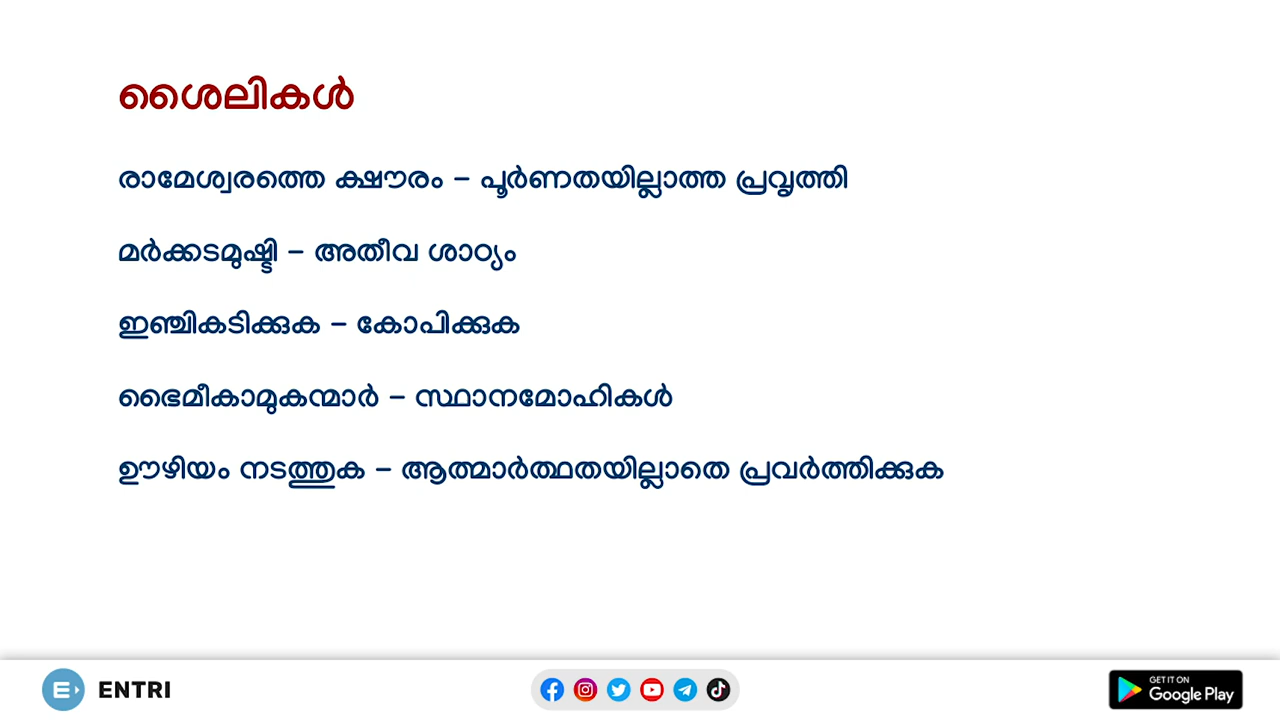 ശൈലികൾ
രാമേശ്വരത്തെ ക്ഷൗരം – പൂർണതയില്ലാത്ത പ്രവൃത്തി
മർക്കടമുഷ്ടി – അതീവ ശാഠ്യം
ഇഞ്ചികടിക്കുക – കോപിക്കുക
ഭൈമീകാമുകന്മാർ – സ്ഥാനമോഹികൾ
ഊഴിയം നടത്തുക – ആത്മാർത്ഥതയില്ലാതെ പ്രവർത്തിക്കുക
ENTRI
GET IT ON
Google Play